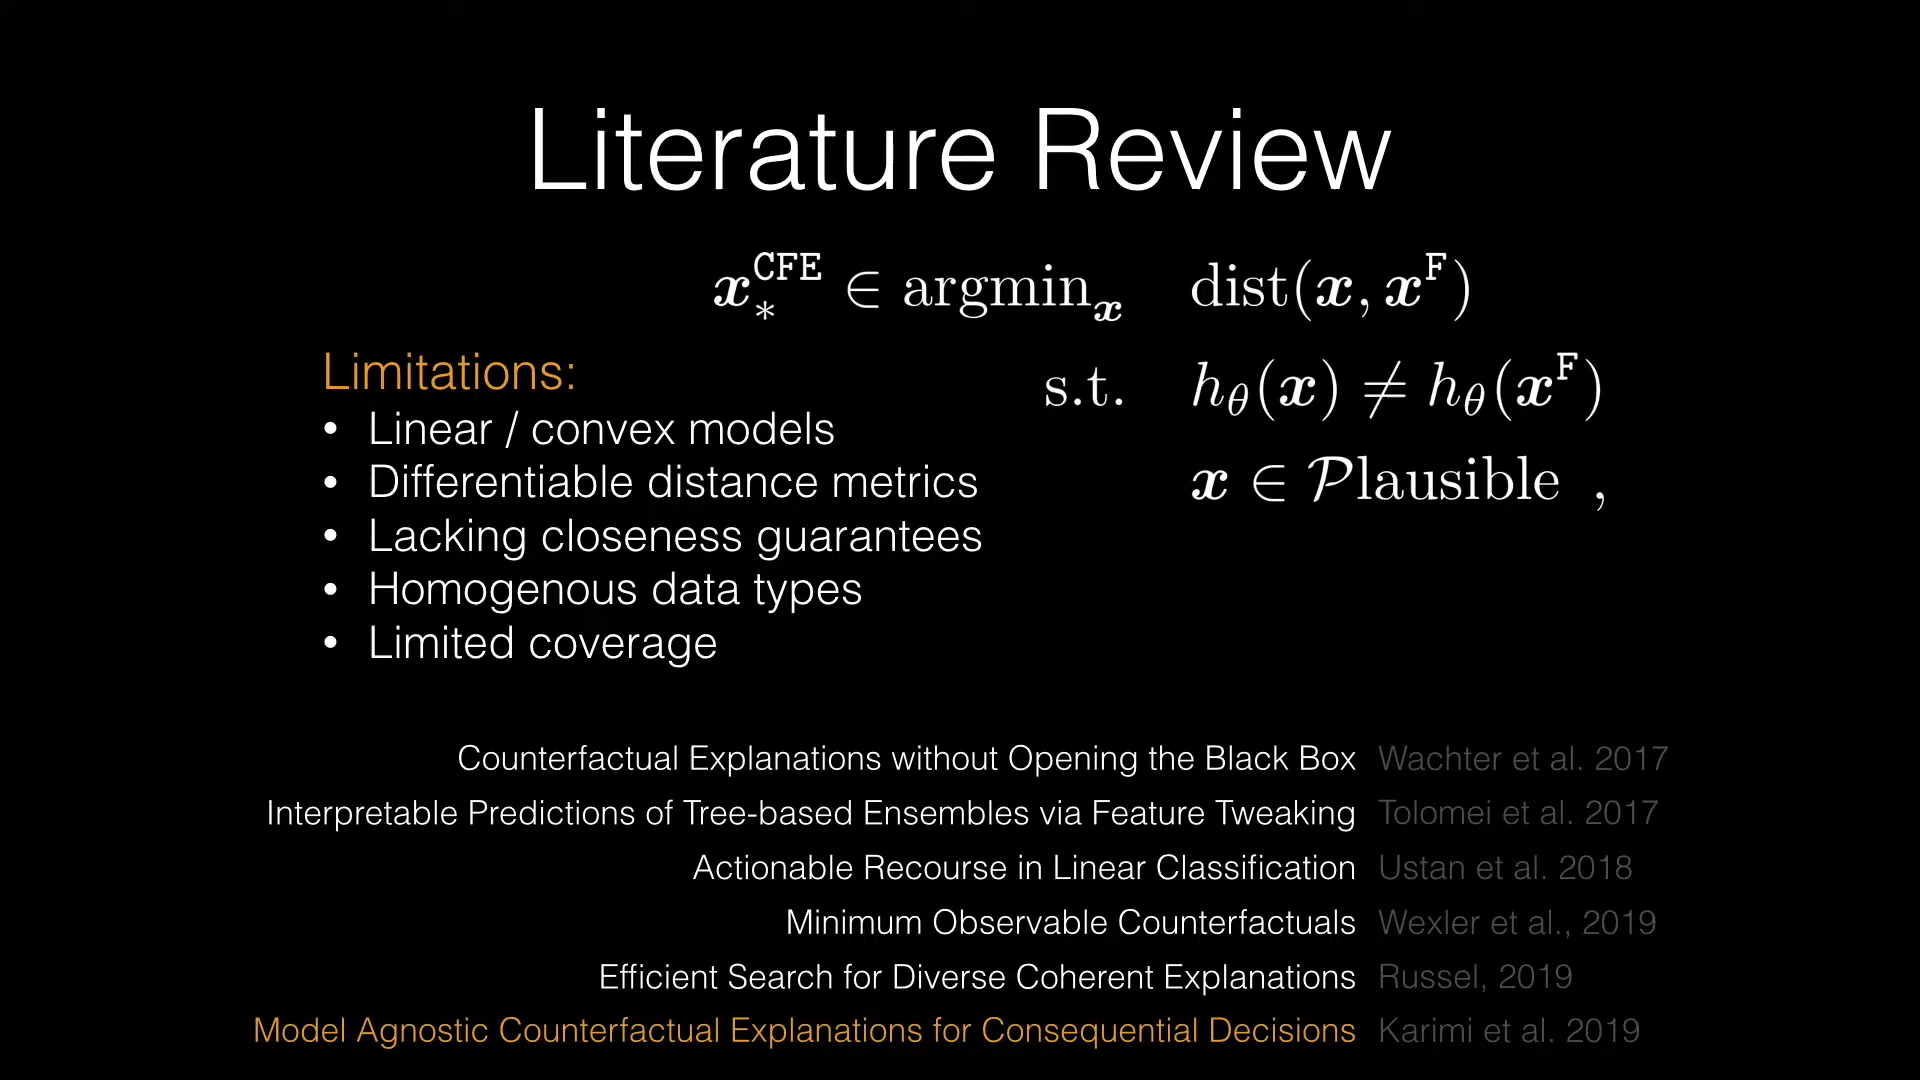 Literature Review
x_*^CFE ∈ argmin_x dist(x, x^F)
s.t. h_θ(x) ≠ h_θ(x^F)
x ∈ Plausible ,
Limitations:
• Linear / convex models
• Differentiable distance metrics
• Lacking closeness guarantees
• Homogenous data types
• Limited coverage
Counterfactual Explanations without Opening the Black Box Wachter et al. 2017
Interpretable Predictions of Tree-based Ensembles via Feature Tweaking Tolomei et al. 2017
Actionable Recourse in Linear Classification Ustan et al. 2018
Minimum Observable Counterfactuals Wexler et al., 2019
Efficient Search for Diverse Coherent Explanations Russel, 2019
Model Agnostic Counterfactual Explanations for Consequential Decisions Karimi et al. 2019